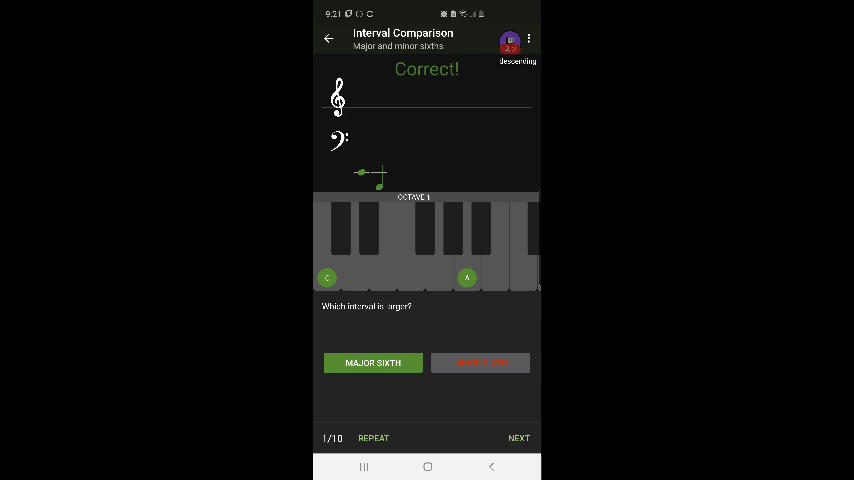 9:21
Interval Comparison
Major and minor sixths
descending
Correct!
OCTAVE 1
C
A
Which interval is larger?
MAJOR SIXTH
1/10 REPEAT NEXT